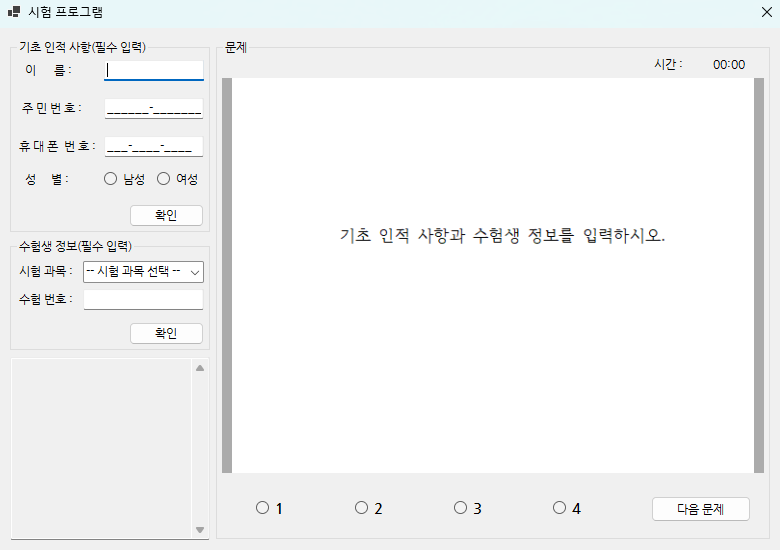 시험 프로그램
기초 인적 사항(필수 입력)
이 름 :
주 민 번 호 : ______-_______
휴 대 폰 번 호 : ___-____-____
성 별 : 남성 여성
확인
수험생 정보(필수 입력)
시험 과목 : -- 시험 과목 선택 --
수험 번호 :
확인
문제
시간 : 00:00
기초 인적 사항과 수험생 정보를 입력하시오.
1 2 3 4 다음 문제